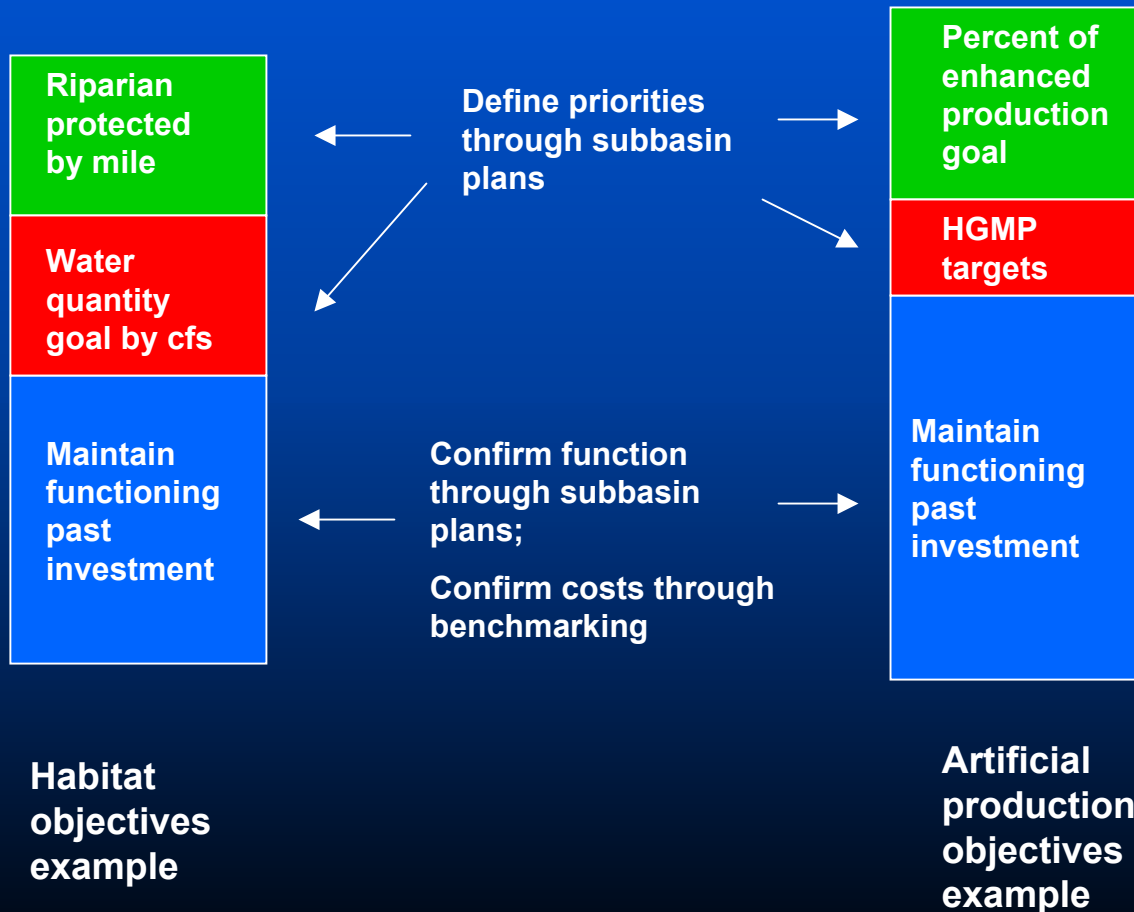 Riparian
protected
by mile
Water
quantity
goal by cfs
Maintain
functioning
past
investment
Habitat
objectives
example
Define priorities
through subbasin
plans
Confirm function
through subbasin
plans;
Confirm costs through
benchmarking
Percent of
enhanced
production
goal
HGMP
targets
Maintain
functioning
past
investment
Artificial
production
objectives
example